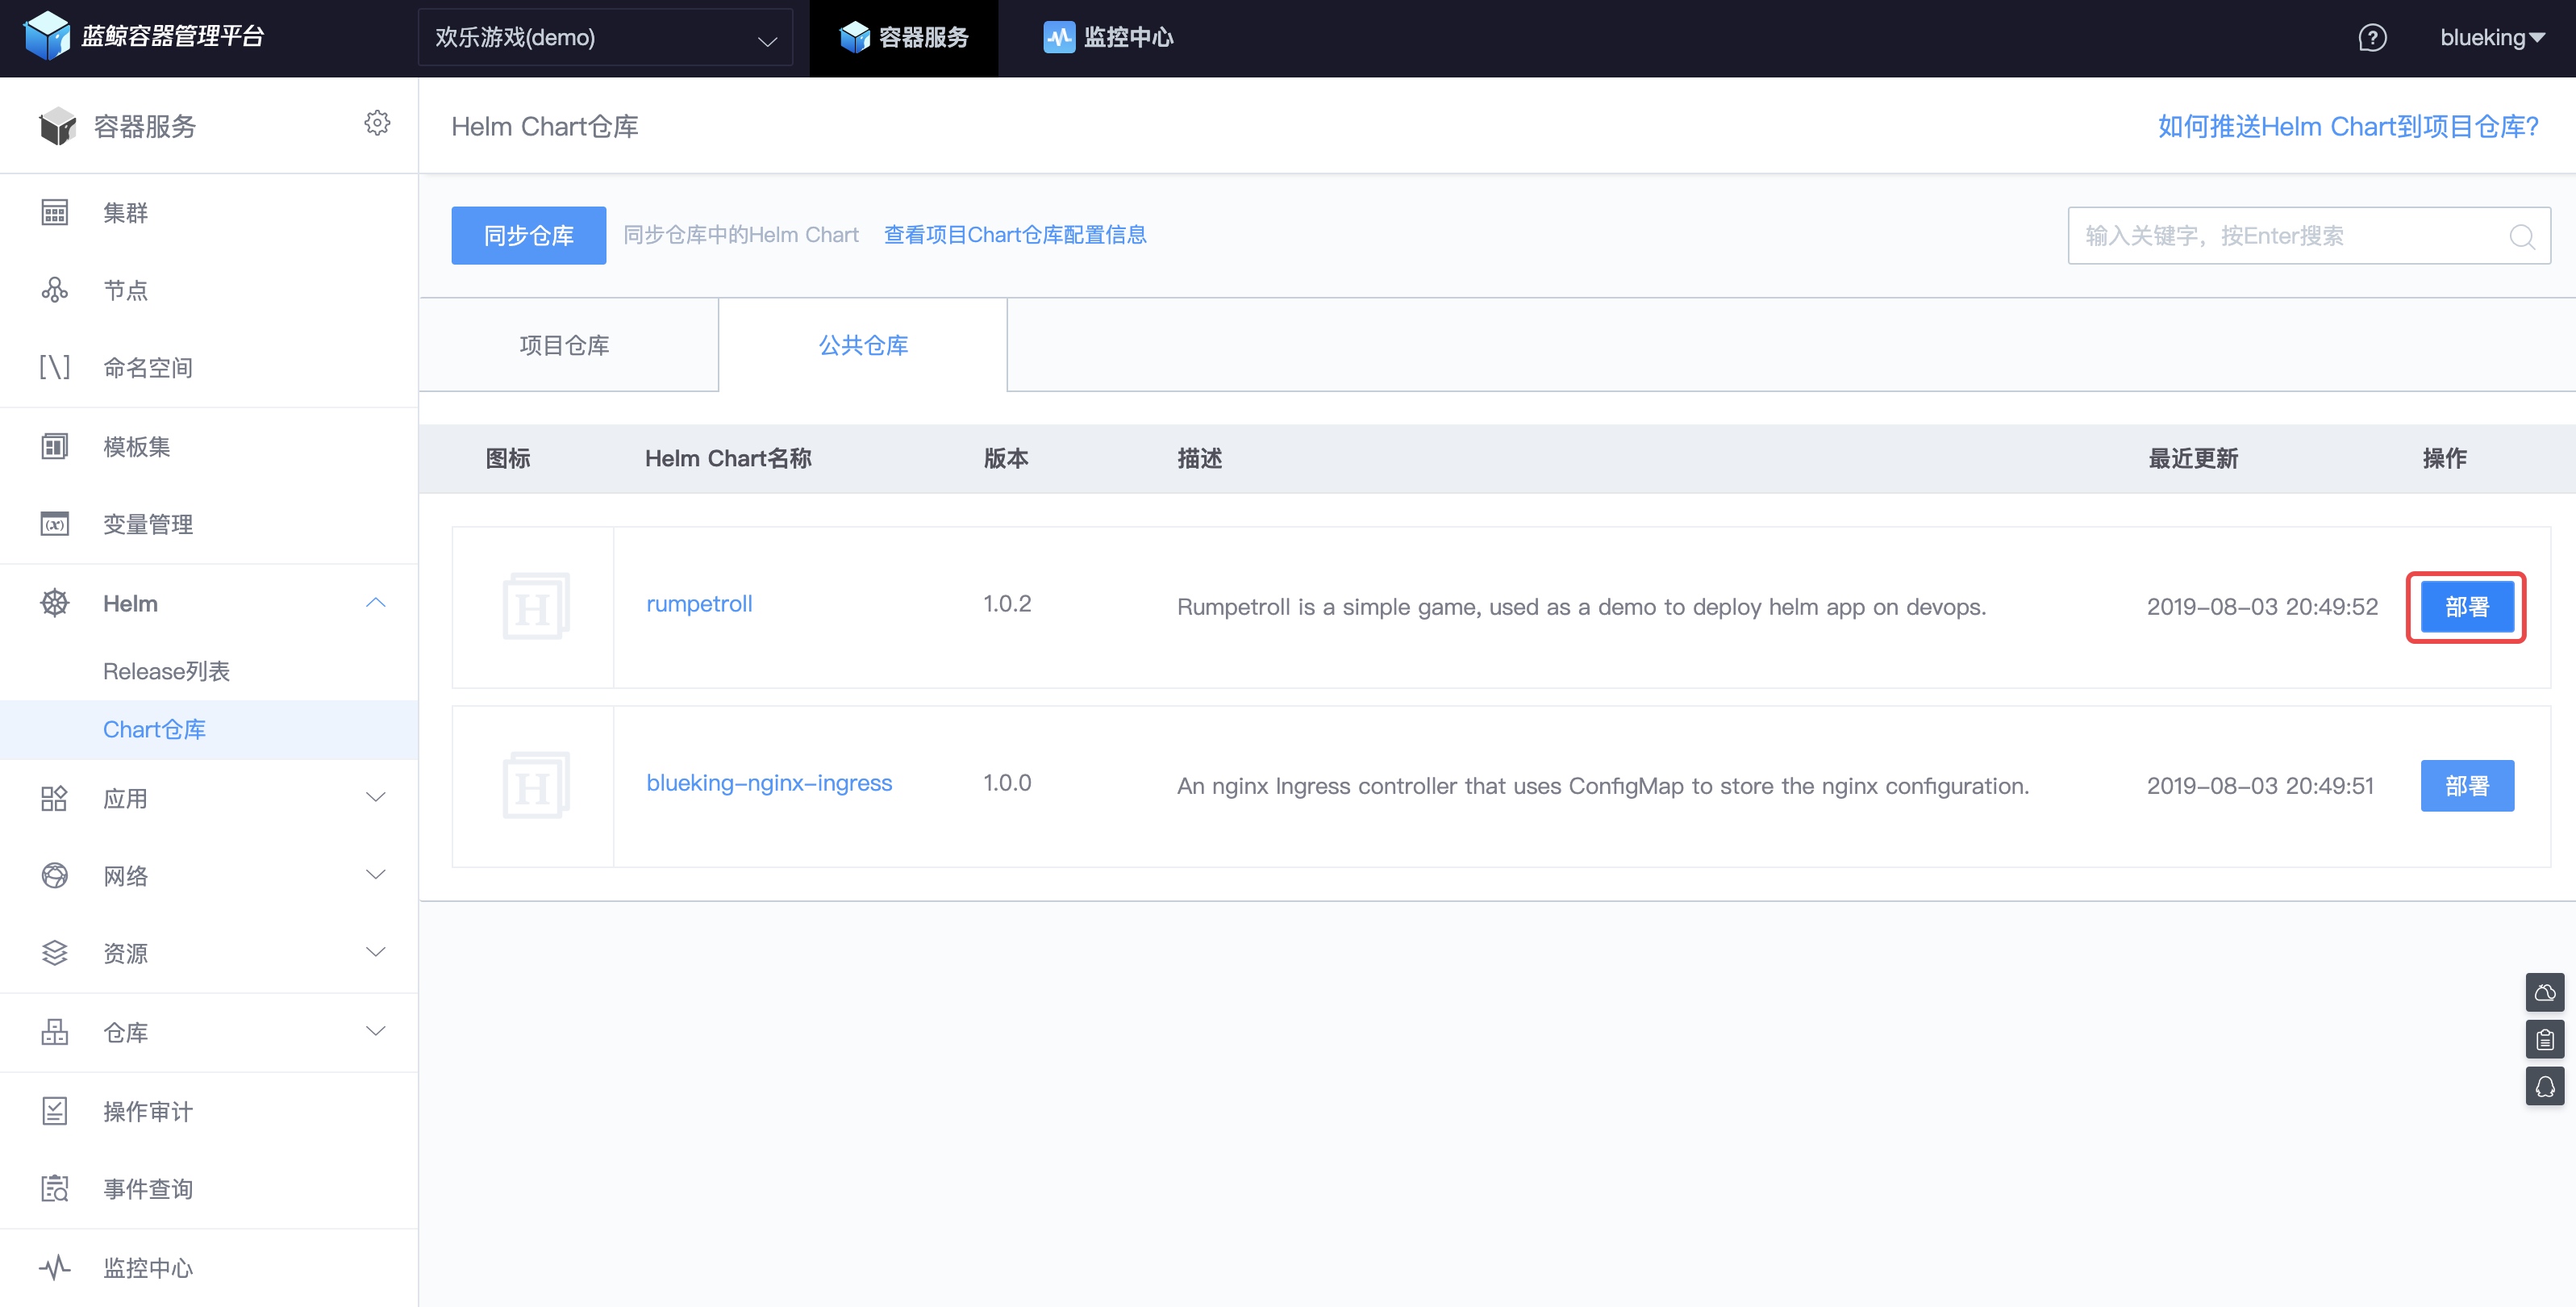 蓝鲸容器管理平台
欢乐游戏(demo)
容器服务
监控中心
blueking
容器服务
Helm Chart仓库
如何推送Helm Chart到项目仓库?
集群
节点
命名空间
模板集
变量管理
Helm
Release列表
Chart仓库
应用
网络
资源
仓库
操作审计
事件查询
监控中心
同步仓库
同步仓库中的Helm Chart
查看项目Chart仓库配置信息
输入关键字，按Enter搜索
项目仓库
公共仓库
图标 Helm Chart名称 版本 描述 最近更新 操作
H rumpetroll 1.0.2 Rumpetroll is a simple game, used as a demo to deploy helm app on devops. 2019-08-03 20:49:52 部署
H blueking-nginx-ingress 1.0.0 An nginx Ingress controller that uses ConfigMap to store the nginx configuration. 2019-08-03 20:49:51 部署